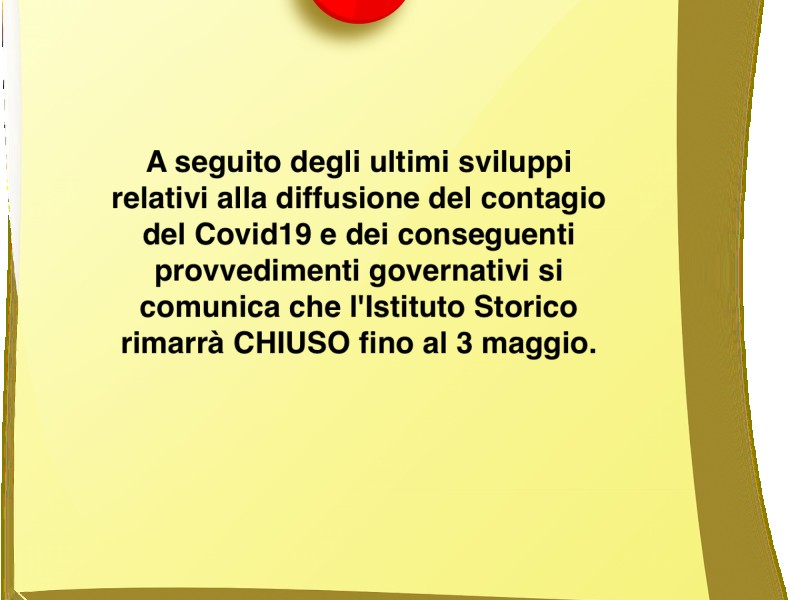 A seguito degli ultimi sviluppi
relativi alla diffusione del contagio
del Covid19 e dei conseguenti
provvedimenti governativi si
comunica che l'Istituto Storico
rimarrà CHIUSO fino al 3 maggio.